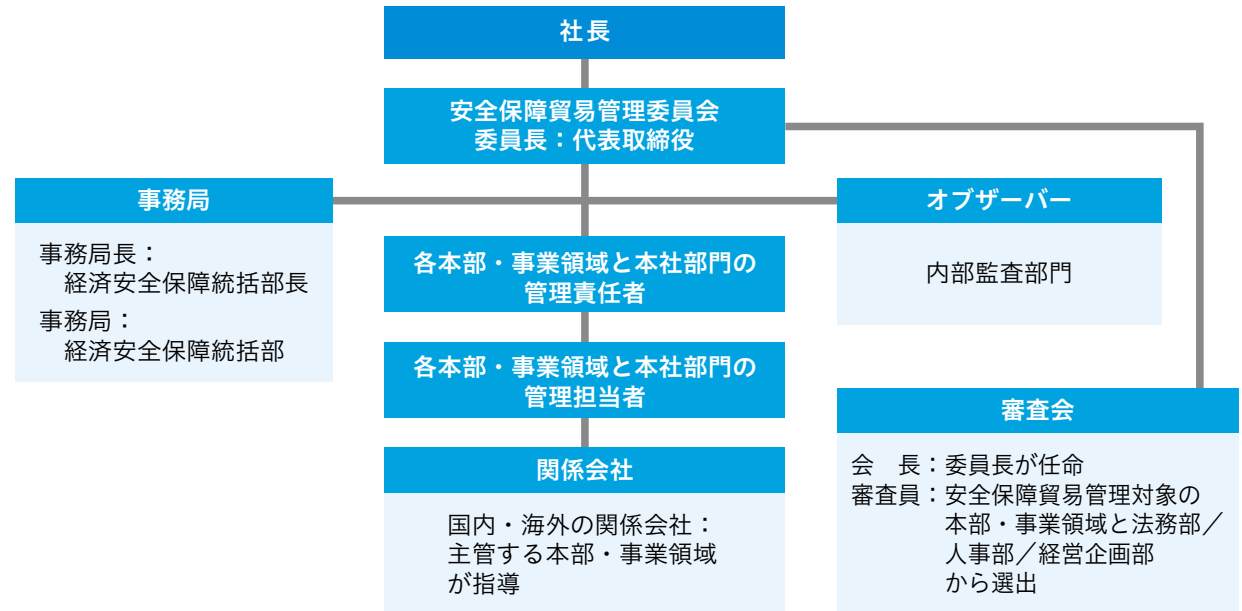 社長
安全保障貿易管理委員会
委員長：代表取締役
事務局
事務局長：
経済安全保障統括部長
事務局：
経済安全保障統括部
オブザーバー
内部監査部門
各本部・事業領域と本社部門の
管理責任者
各本部・事業領域と本社部門の
管理担当者
関係会社
国内・海外の関係会社：
主管する本部・事業領域
が指導
審査会
会　長：委員長が任命
審査員：安全保障貿易管理対象の
本部・事業領域と法務部／
人事部／経営企画部
から選出